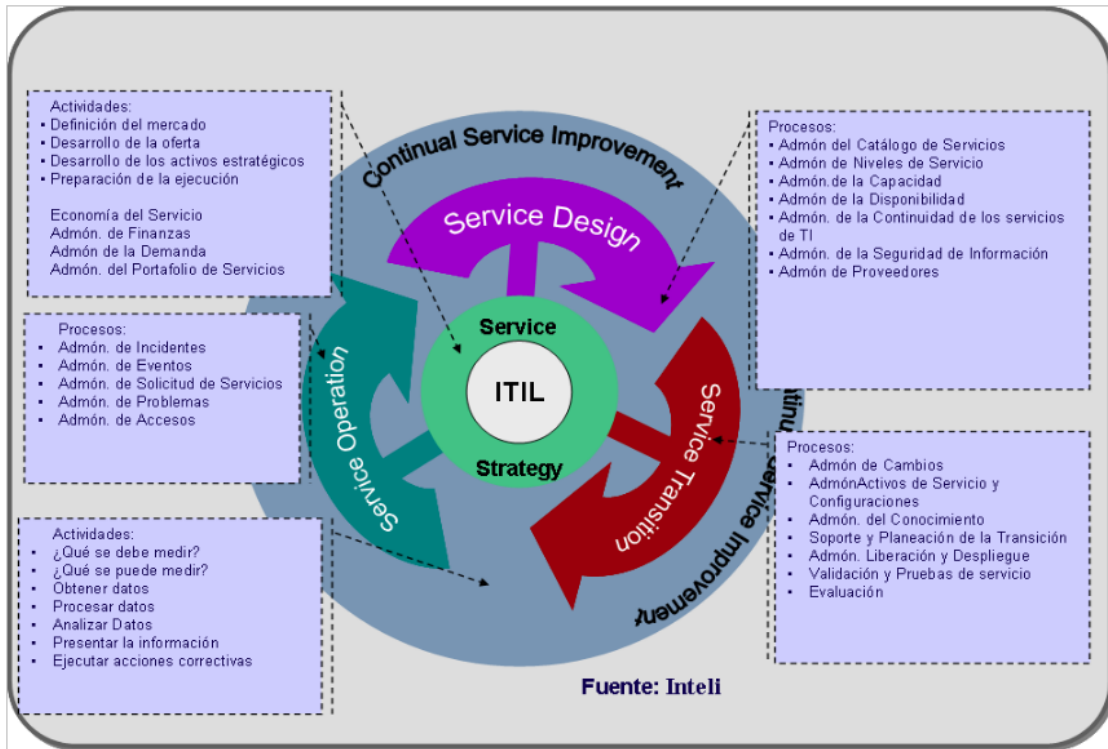 Actividades:
▪ Definición del mercado
▪ Desarrollo de la oferta
▪ Desarrollo de los activos estratégicos
▪ Preparación de la ejecución
Economía del Servicio
Admón. de Finanzas
Admón de la Demanda
Admón. del Portafolio de Servicios
Procesos:
▪ Admón. de Incidentes
▪ Admón. de Eventos
▪ Admón. de Solicitud de Servicios
▪ Admón. de Problemas
▪ Admón. de Accesos
Actividades:
▪ ¿Qué se debe medir?
▪ ¿Qué se puede medir?
▪ Obtener datos
▪ Procesar datos
▪ Analizar Datos
▪ Presentar la información
▪ Ejecutar acciones correctivas
Continual Service Improvement
Service Design
Service
ITIL
Strategy
Service Operation
Service Transition
tinu
Service Improvement
Procesos:
▪ Admón del Catálogo de Servicios
▪ Admón de Niveles de Servicio
▪ Admón.de la Capacidad
▪ Admón de la Disponibilidad
▪ Admón. de la Continuidad de los servicios
de TI
▪ Admón. de la Seguridad de Información
▪ Admón de Proveedores
Procesos:
▪ Admón de Cambios
▪ AdmónActivos de Servicio y
Configuraciones
▪ Admón. del Conocimiento
▪ Soporte y Planeación de la Transición
▪ Admón. Liberación y Despliegue
▪ Validación y Pruebas de servicio
▪ Evaluación
Fuente: Inteli